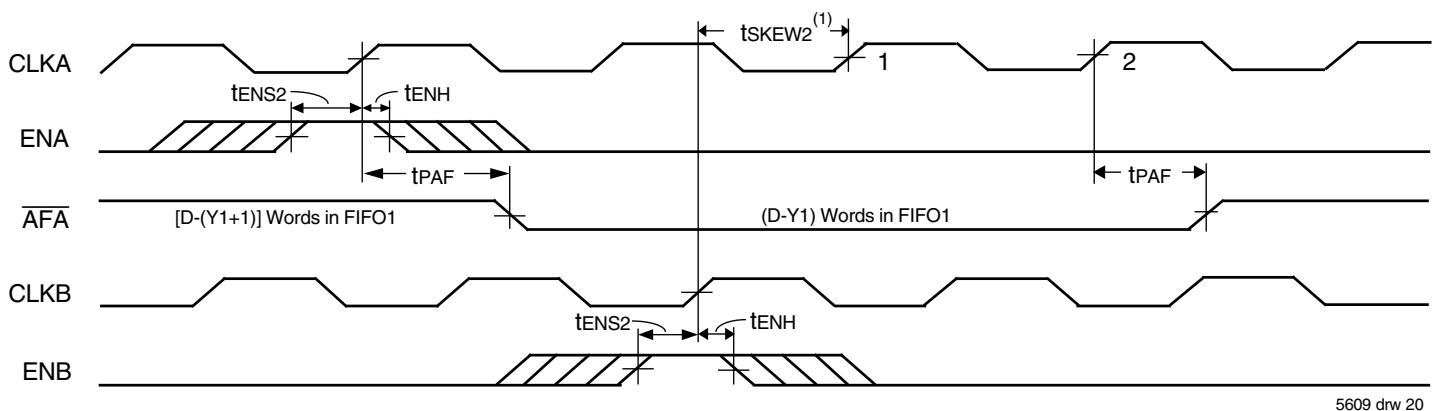 tSKEW2 (1)
CLKA
1
2
tENS2
tENH
ENA
tPAF
tPAF
AFA
[D-(Y1+1)] Words in FIFO1
(D-Y1) Words in FIFO1
CLKB
tENS2
tENH
ENB
5609 drw 20